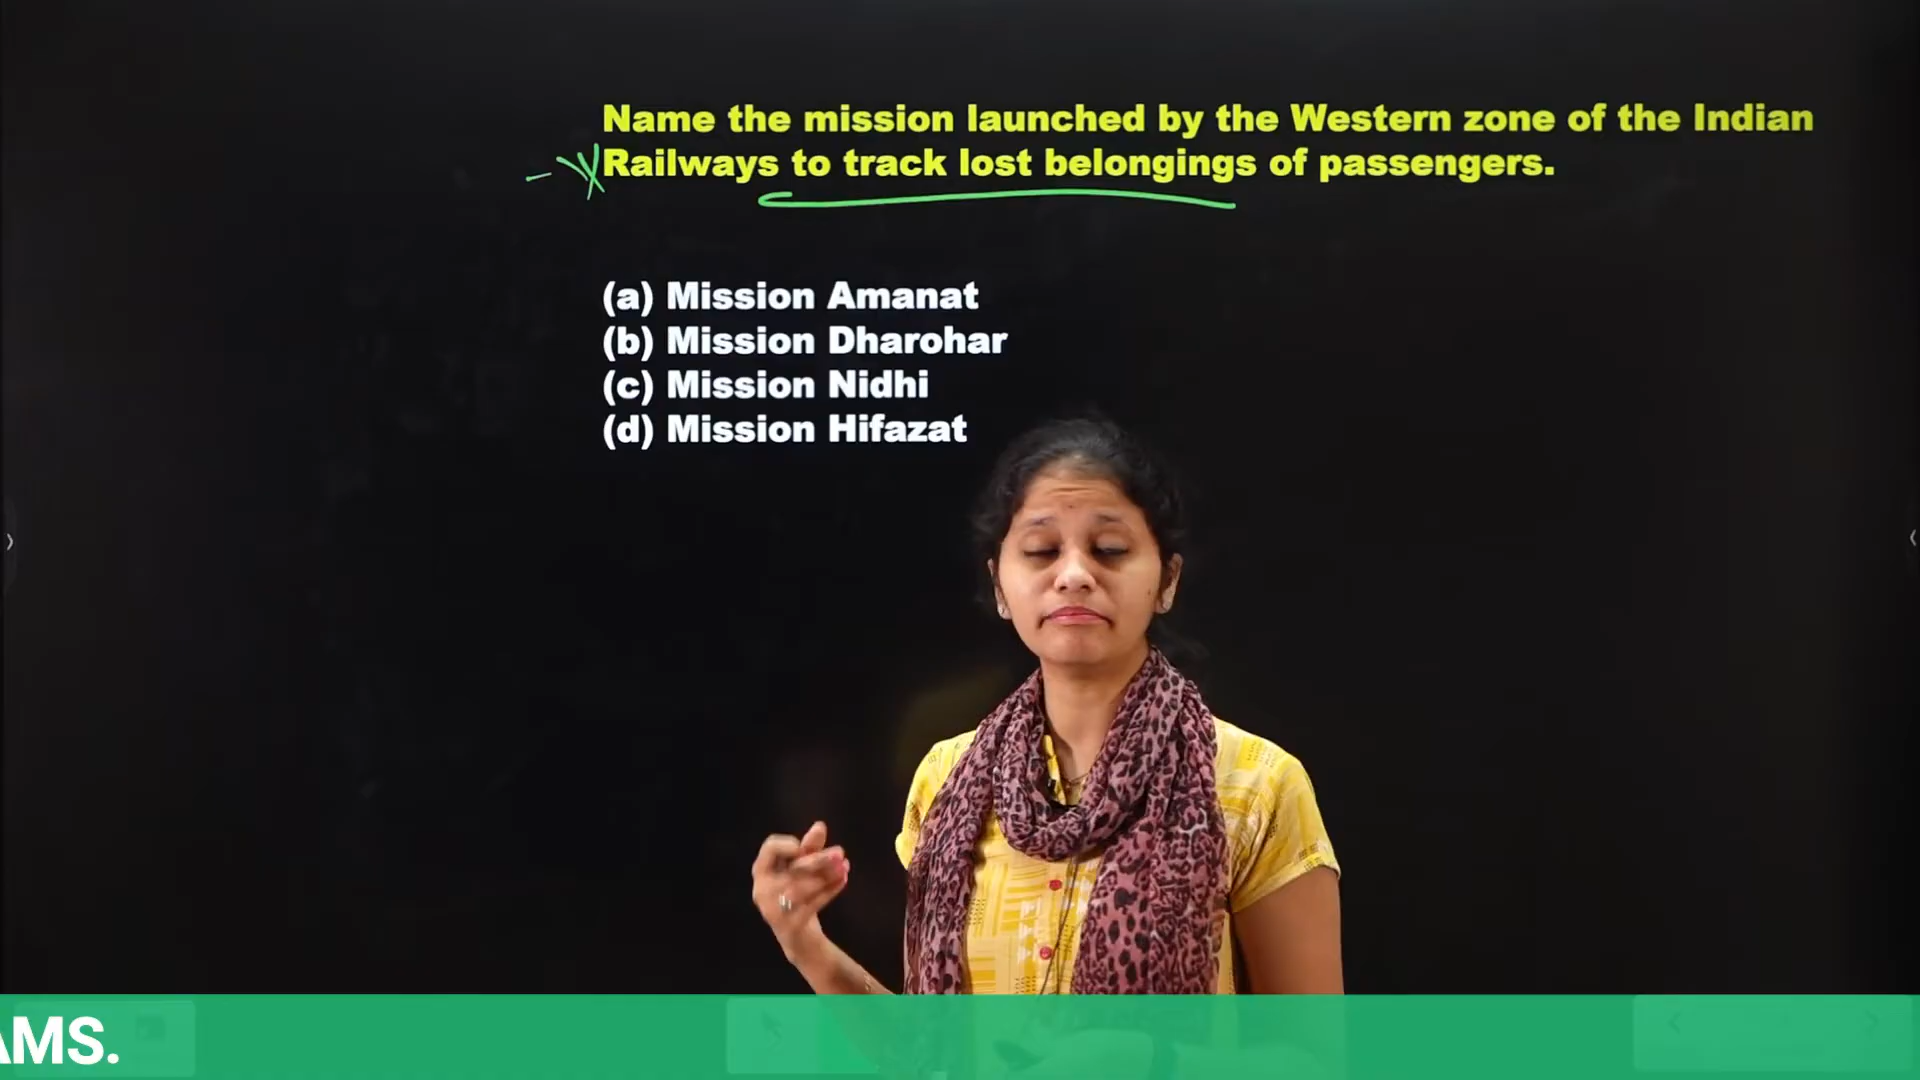 Name the mission launched by the Western zone of the Indian
Railways to track lost belongings of passengers.
(a) Mission Amanat
(b) Mission Dharohar
(c) Mission Nidhi
(d) Mission Hifazat
AMS.